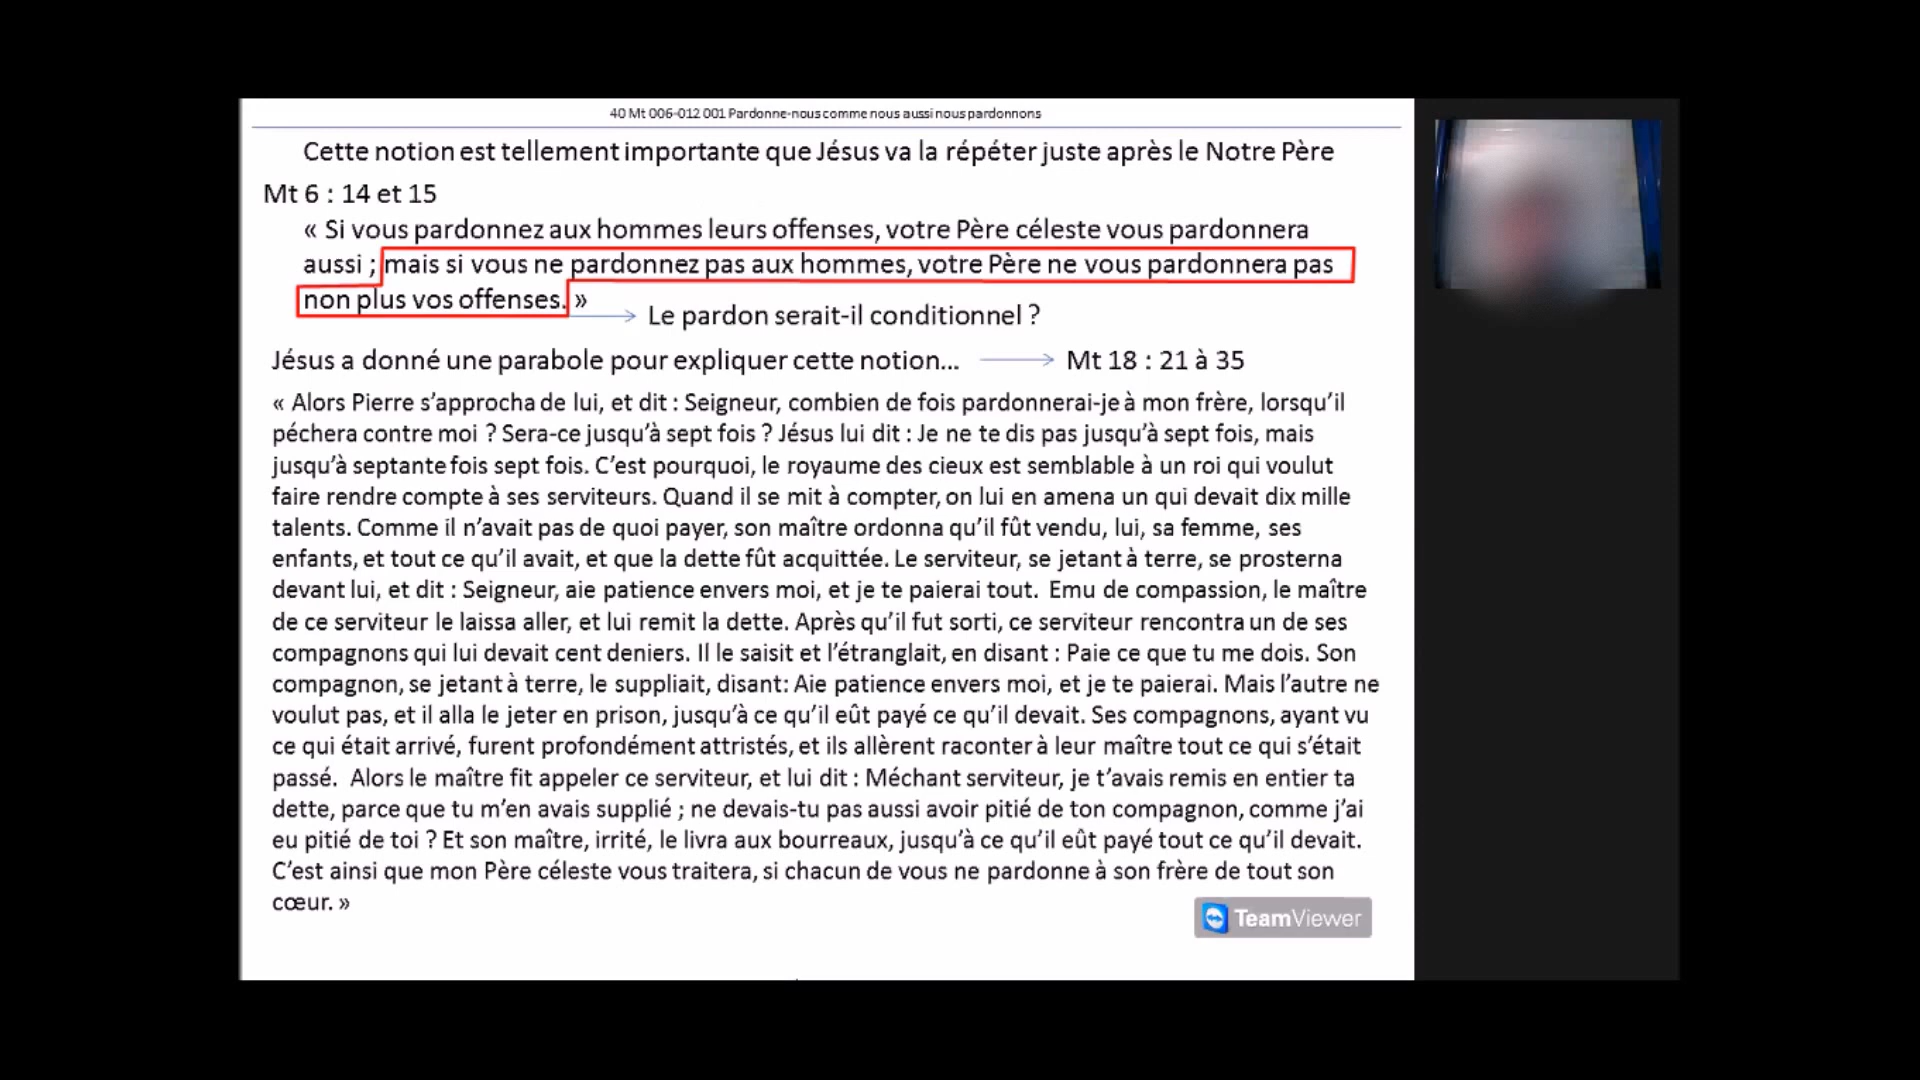 40 Mt 006-012 001 Pardonne-nous comme nous aussi nous pardonnons
Cette notion est tellement importante que Jésus va la répéter juste après le Notre Père
Mt 6 : 14 et 15
« Si vous pardonnez aux hommes leurs offenses, votre Père céleste vous pardonnera
aussi ; mais si vous ne pardonnez pas aux hommes, votre Père ne vous pardonnera pas
non plus vos offenses. »
Le pardon serait-il conditionnel ?
Jésus a donné une parabole pour expliquer cette notion... Mt 18 : 21 à 35
« Alors Pierre s’approcha de lui, et dit : Seigneur, combien de fois pardonnerai-je à mon frère, lorsqu’il
péchera contre moi ? Sera-ce jusqu’à sept fois ? Jésus lui dit : Je ne te dis pas jusqu’à sept fois, mais
jusqu’à septante fois sept fois. C’est pourquoi, le royaume des cieux est semblable à un roi qui voulut
faire rendre compte à ses serviteurs. Quand il se mit à compter, on lui en amena un qui devait dix mille
talents. Comme il n’avait pas de quoi payer, son maître ordonna qu’il fût vendu, lui, sa femme, ses
enfants, et tout ce qu’il avait, et que la dette fût acquittée. Le serviteur, se jetant à terre, se prosterna
devant lui, et dit : Seigneur, aie patience envers moi, et je te paierai tout. Emu de compassion, le maître
de ce serviteur le laissa aller, et lui remit la dette. Après qu’il fut sorti, ce serviteur rencontra un de ses
compagnons qui lui devait cent deniers. Il le saisit et l’étranglait, en disant : Paie ce que tu me dois. Son
compagnon, se jetant à terre, le suppliait, disant: Aie patience envers moi, et je te paierai. Mais l’autre ne
voulut pas, et il alla le jeter en prison, jusqu’à ce qu’il eût payé ce qu’il devait. Ses compagnons, ayant vu
ce qui était arrivé, furent profondément attristés, et ils allèrent raconter à leur maître tout ce qui s’était
passé. Alors le maître fit appeler ce serviteur, et lui dit : Méchant serviteur, je t’avais remis en entier ta
dette, parce que tu m’en avais supplié ; ne devais-tu pas aussi avoir pitié de ton compagnon, comme j’ai
eu pitié de toi ? Et son maître, irrité, le livra aux bourreaux, jusqu’à ce qu’il eût payé tout ce qu’il devait.
C’est ainsi que mon Père céleste vous traitera, si chacun de vous ne pardonne à son frère de tout son
cœur. »
TeamViewer